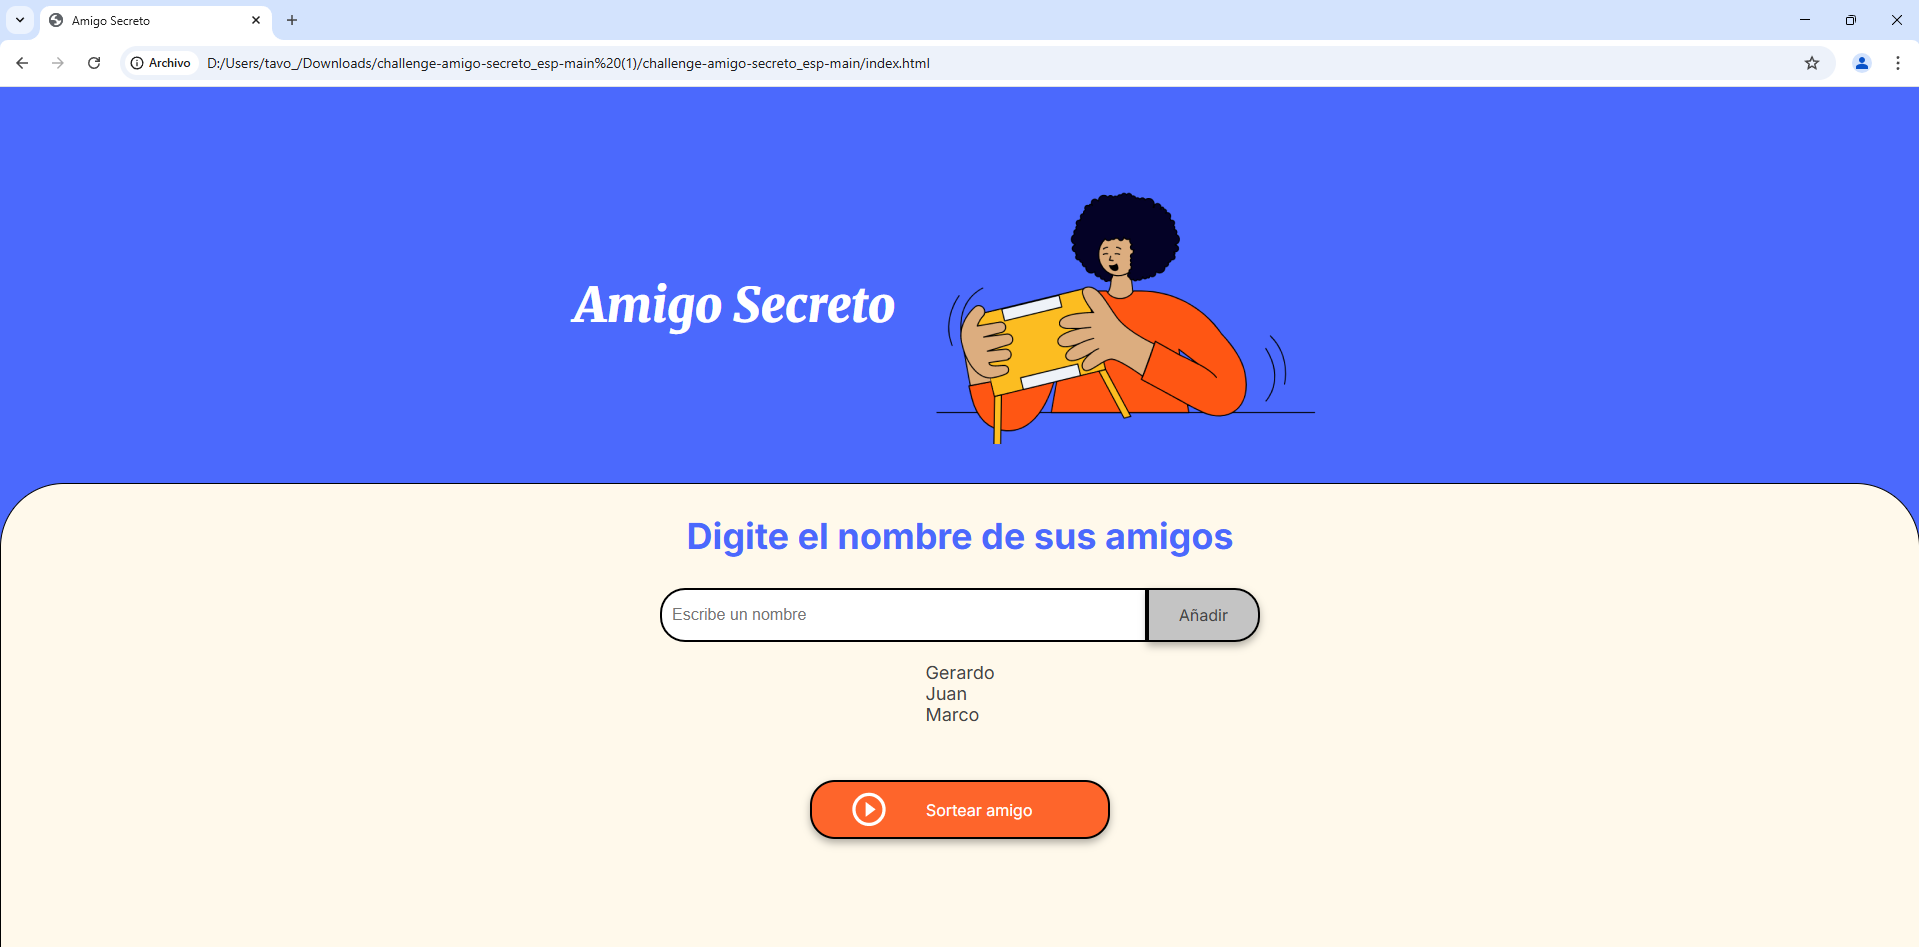 Amigo Secreto
Archivo
D:/Users/tavo_/Downloads/challenge-amigo-secreto_esp-main%20(1)/challenge-amigo-secreto_esp-main/index.html
Amigo Secreto
Digite el nombre de sus amigos
Escribe un nombre
Añadir
Gerardo
Juan
Marco
Sortear amigo